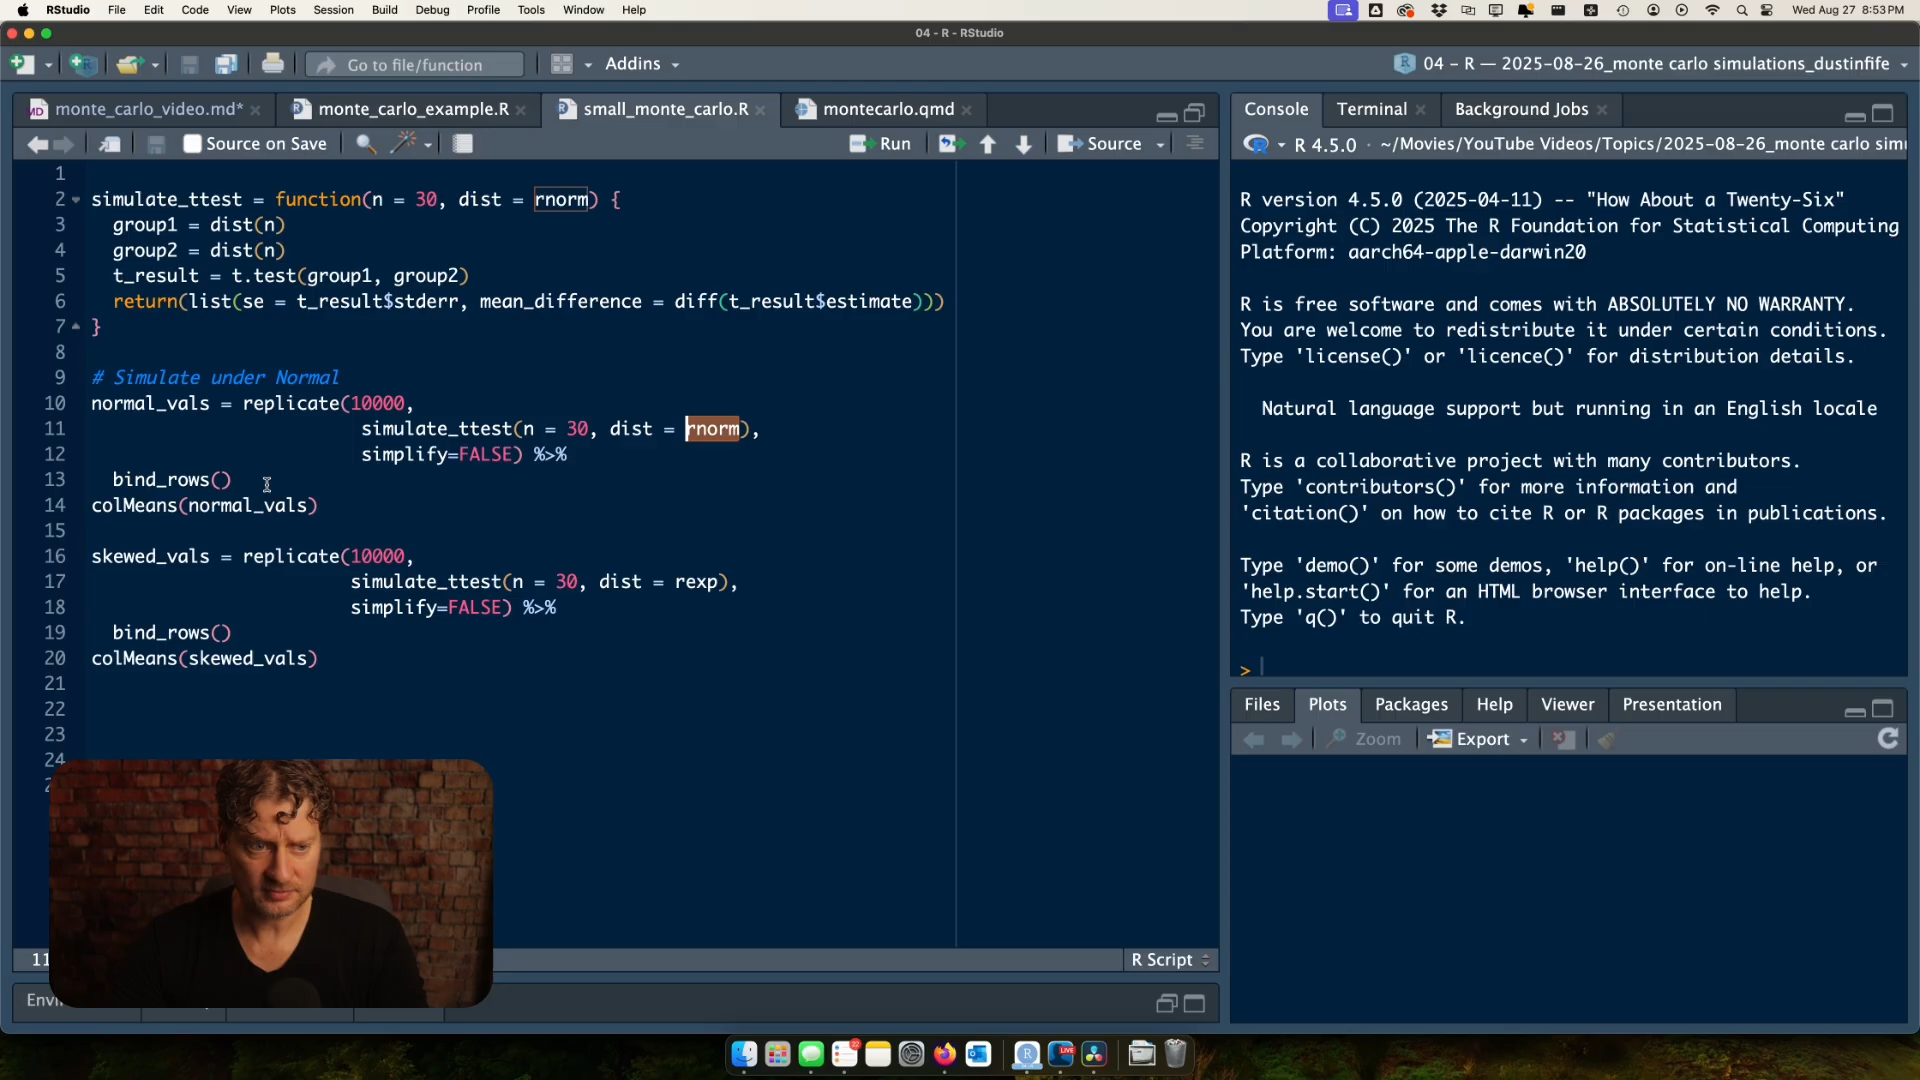 RStudio File Edit Code View Plots Session Build Debug Profile Tools Window Help Wed Aug 27 8:53 PM
04 - R - RStudio
Go to file/function Addins 04 – R — 2025-08-26_monte carlo simulations_dustinfife
monte_carlo_video.md* monte_carlo_example.R small_monte_carlo.R montecarlo.qmd
Source on Save Run Source
1
2 simulate_ttest = function(n = 30, dist = rnorm) {
3 group1 = dist(n)
4 group2 = dist(n)
5 t_result = t.test(group1, group2)
6 return(list(se = t_result$stderr, mean_difference = diff(t_result$estimate)))
7 }
8
9 # Simulate under Normal
10 normal_vals = replicate(10000,
11 simulate_ttest(n = 30, dist = rnorm),
12 simplify=FALSE) %>%
13 bind_rows()
14 colMeans(normal_vals)
15
16 skewed_vals = replicate(10000,
17 simulate_ttest(n = 30, dist = rexp),
18 simplify=FALSE) %>%
19 bind_rows()
20 colMeans(skewed_vals)
21
22
23
24
11 R Script
Console Terminal Background Jobs
R 4.5.0 · ~/Movies/YouTube Videos/Topics/2025-08-26_monte carlo sim
R version 4.5.0 (2025-04-11) -- "How About a Twenty-Six"
Copyright (C) 2025 The R Foundation for Statistical Computing
Platform: aarch64-apple-darwin20
R is free software and comes with ABSOLUTELY NO WARRANTY.
You are welcome to redistribute it under certain conditions.
Type 'license()' or 'licence()' for distribution details.
Natural language support but running in an English locale
R is a collaborative project with many contributors.
Type 'contributors()' for more information and
'citation()' on how to cite R or R packages in publications.
Type 'demo()' for some demos, 'help()' for on-line help, or
'help.start()' for an HTML browser interface to help.
Type 'q()' to quit R.
>
Files Plots Packages Help Viewer Presentation
Zoom Export
22
LIVE